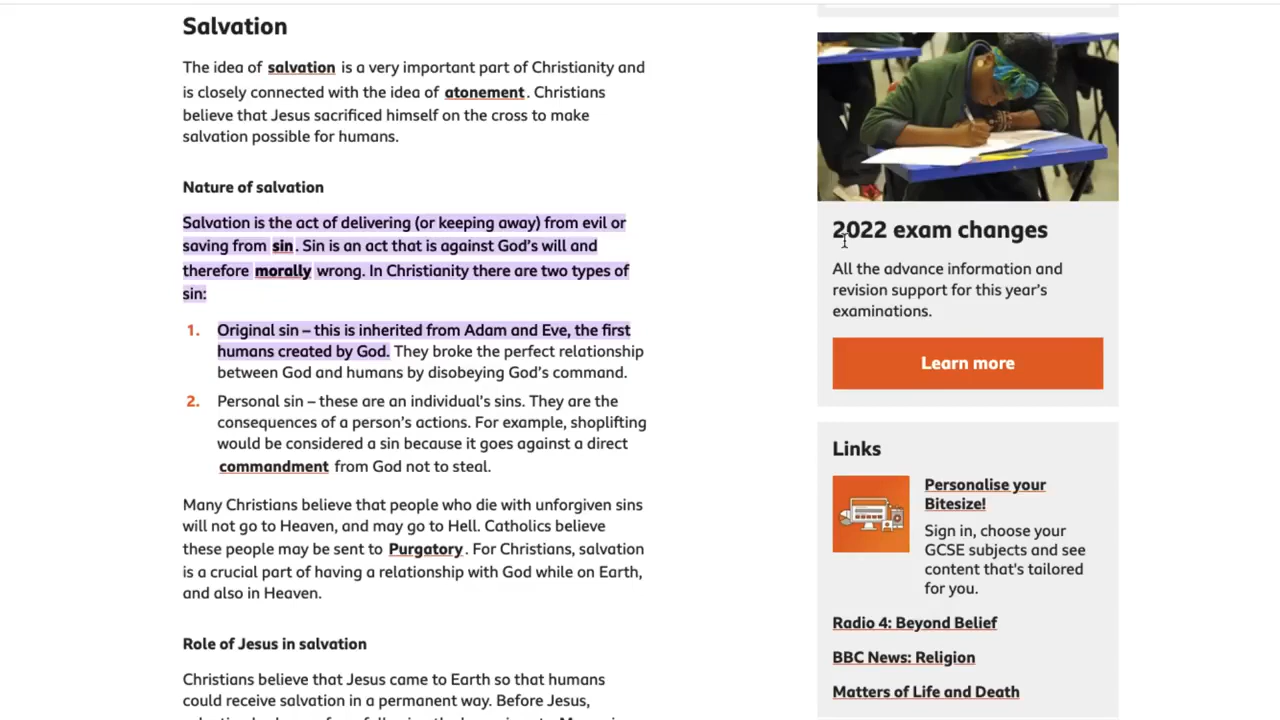 Salvation
The idea of salvation is a very important part of Christianity and
is closely connected with the idea of atonement. Christians
believe that Jesus sacrificed himself on the cross to make
salvation possible for humans.
Nature of salvation
Salvation is the act of delivering (or keeping away) from evil or
saving from sin. Sin is an act that is against God's will and
therefore morally wrong. In Christianity there are two types of
sin:
1. Original sin – this is inherited from Adam and Eve, the first
humans created by God. They broke the perfect relationship
between God and humans by disobeying God's command.
2. Personal sin – these are an individual's sins. They are the
consequences of a person's actions. For example, shoplifting
would be considered a sin because it goes against a direct
commandment from God not to steal.
Many Christians believe that people who die with unforgiven sins
will not go to Heaven, and may go to Hell. Catholics believe
these people may be sent to Purgatory. For Christians, salvation
is a crucial part of having a relationship with God while on Earth,
and also in Heaven.
Role of Jesus in salvation
Christians believe that Jesus came to Earth so that humans
could receive salvation in a permanent way. Before Jesus,
2022 exam changes
All the advance information and
revision support for this year's
examinations.
Learn more
Links
Personalise your
Bitesize!
Sign in, choose your
GCSE subjects and see
content that's tailored
for you.
Radio 4: Beyond Belief
BBC News: Religion
Matters of Life and Death